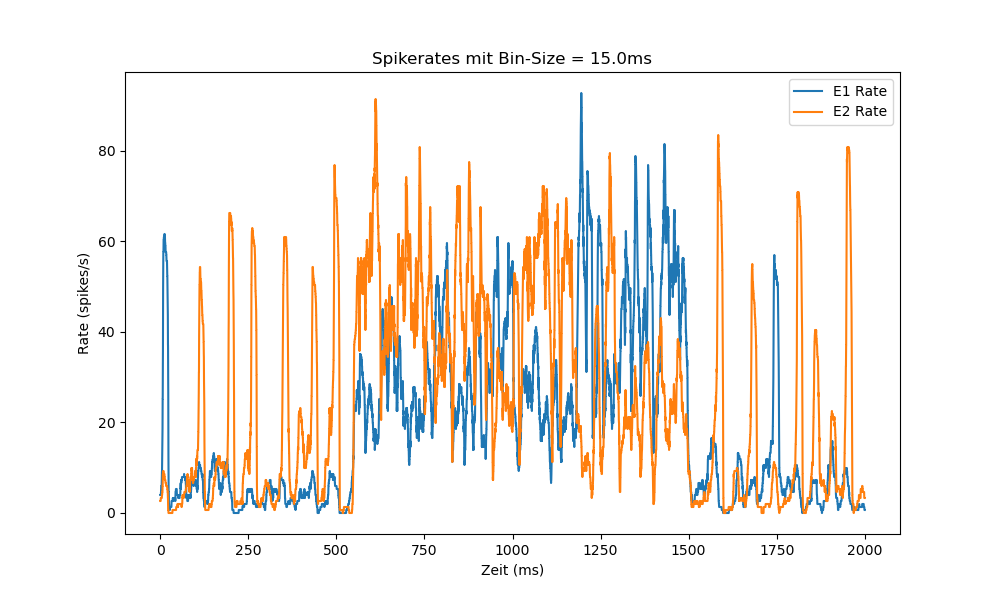 Spikerates mit Bin-Size = 15.0ms
E1 Rate
E2 Rate
Rate (spikes/s)
80
60
40
20
0
0 250 500 750 1000 1250 1500 1750 2000
Zeit (ms)